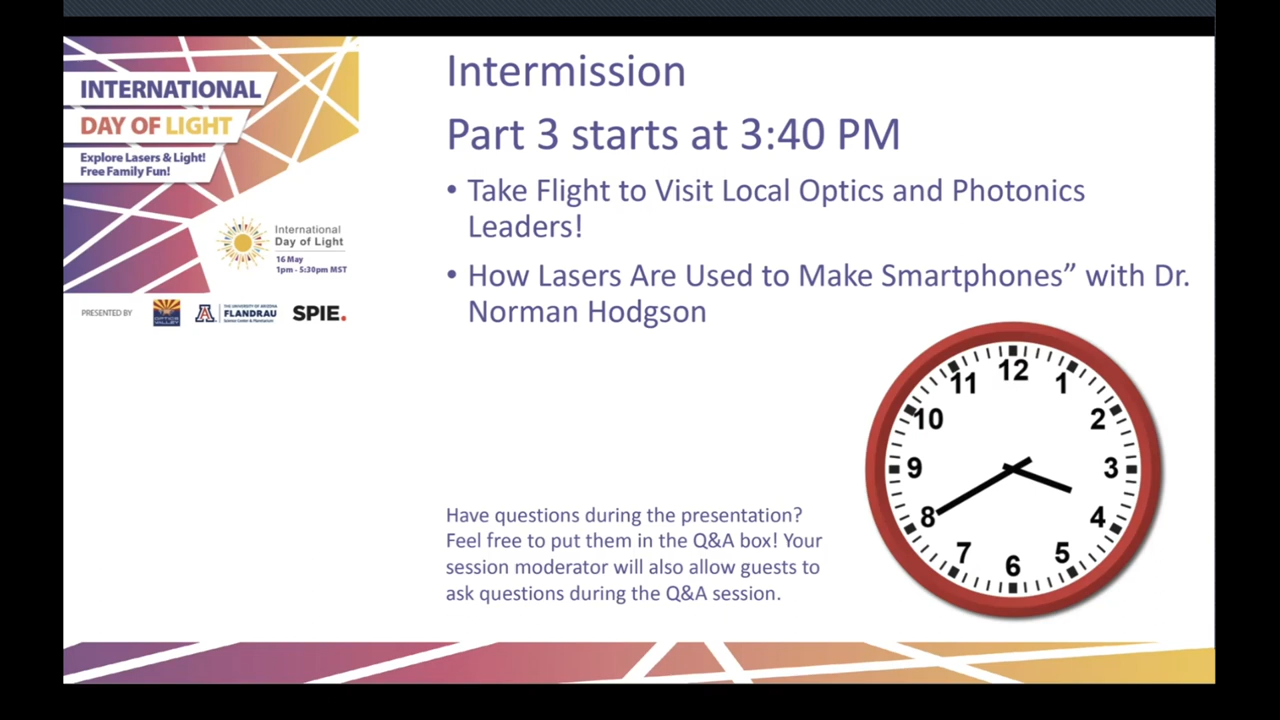 INTERNATIONAL
DAY OF LIGHT
Explore Lasers & Light!
Free Family Fun!
International
Day of Light
16 May
1pm - 5:30pm MST
PRESENTED BY
OPTICS
VALLEY
A
THE UNIVERSITY OF ARIZONA
FLANDRAU
Science Center & Planetarium
SPIE.
Intermission
Part 3 starts at 3:40 PM
• Take Flight to Visit Local Optics and Photonics
Leaders!
• How Lasers Are Used to Make Smartphones” with Dr.
Norman Hodgson
Have questions during the presentation?
Feel free to put them in the Q&A box! Your
session moderator will also allow guests to
ask questions during the Q&A session.
12
1
2
3
4
5
6
7
8
9
10
11